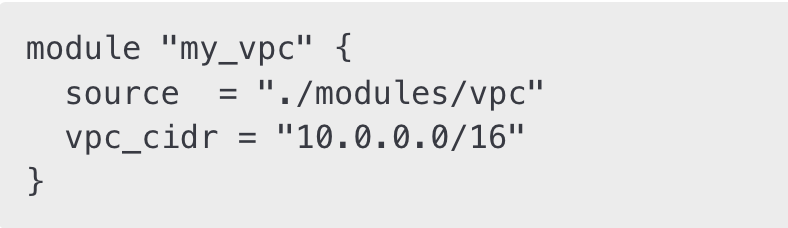 module "my_vpc" {
  source  = "./modules/vpc"
  vpc_cidr = "10.0.0.0/16"
}